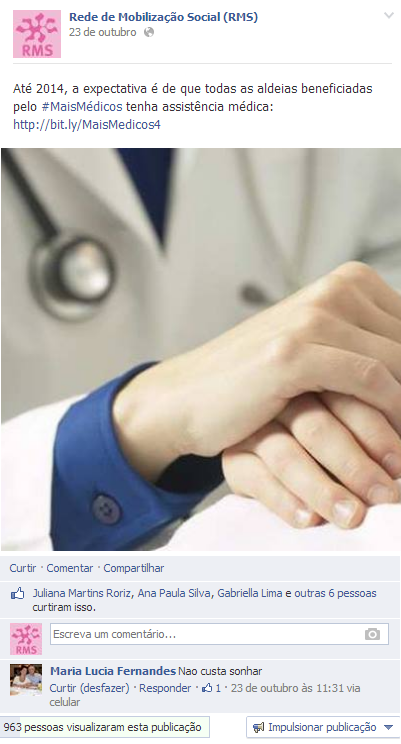 Rede de Mobilização Social (RMS)
23 de outubro
RMS
Até 2014, a expectativa é de que todas as aldeias beneficiadas
pelo #MaisMédicos tenha assistência médica:
http://bit.ly/MaisMedicos4
Curtir · Comentar · Compartilhar
Juliana Martins Roriz, Ana Paula Silva, Gabriella Lima e outras 6 pessoas
curtiram isso.
RMS
Escreva um comentário...
Maria Lucia Fernandes Nao custa sonhar
Curtir (desfazer) · Responder · 1 · 23 de outubro às 11:31 via
celular
963 pessoas visualizaram esta publicação
Impulsionar publicação